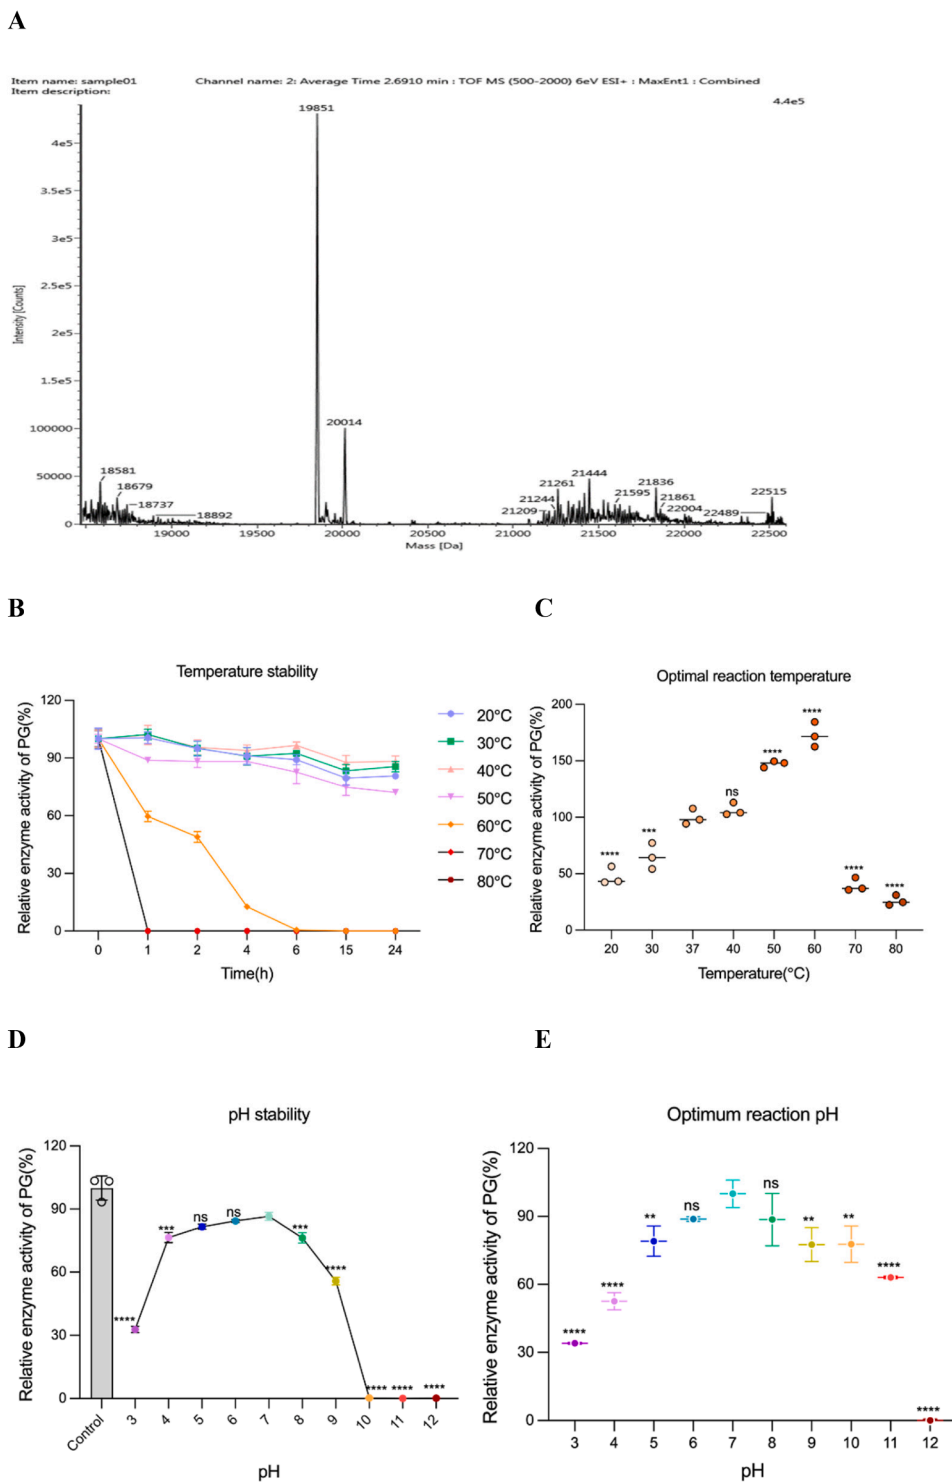 A
Item name: sample01 Channel name: 2: Average Time 2.6910 min : TOF MS (500-2000) 6eV ESI+ : MaxEnt1 : Combined
Item description:
4.4e5
19851
4e5
3.5e5
3e5
2.5e5
2e5
1.5e5
100000
50000
0
Intensity [Counts]
20014
18581
18679
18737
18892
21209
21244
21261
21444
21595
21836
21861
22004
22489
22515
19000 19500 20000 20500 21000 21500 22000 22500
Mass [Da]
B
Temperature stability
Relative enzyme activity of PG(%)
120
90
60
30
0
0 1 2 4 6 15 24
Time(h)
20°C
30°C
40°C
50°C
60°C
70°C
80°C
C
Optimal reaction temperature
Relative enzyme activity of PG(%)
200
150
100
50
0
**** *** ns **** **** **** ****
20 30 37 40 50 60 70 80
Temperature(°C)
D
pH stability
Relative enzyme activity of PG(%)
120
90
60
30
0
**** *** ns ns *** **** **** **** ****
Control 3 4 5 6 7 8 9 10 11 12
pH
E
Optimum reaction pH
Relative enzyme activity of PG(%)
120
90
60
30
0
**** **** ** ns ns ** ** **** ****
3 4 5 6 7 8 9 10 11 12
pH